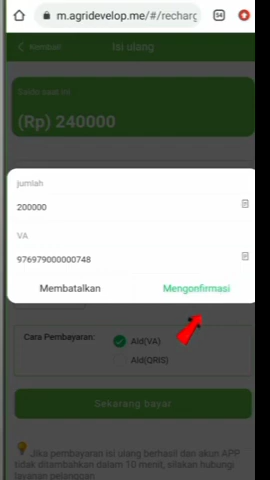 m.agridevelop.me/#/recharg
54
Kembali
Isi ulang
Saldo saat ini
(Rp) 240000
jumlah
200000
VA
976979000000748
Membatalkan
Mengonfirmasi
Cara Pembayaran:
AId(VA)
AId(QRIS)
Sekarang bayar
Jika pembayaran isi ulang berhasil dan akun APP
tidak ditambahkan dalam 10 menit, silakan hubungi
layanan pelanggan